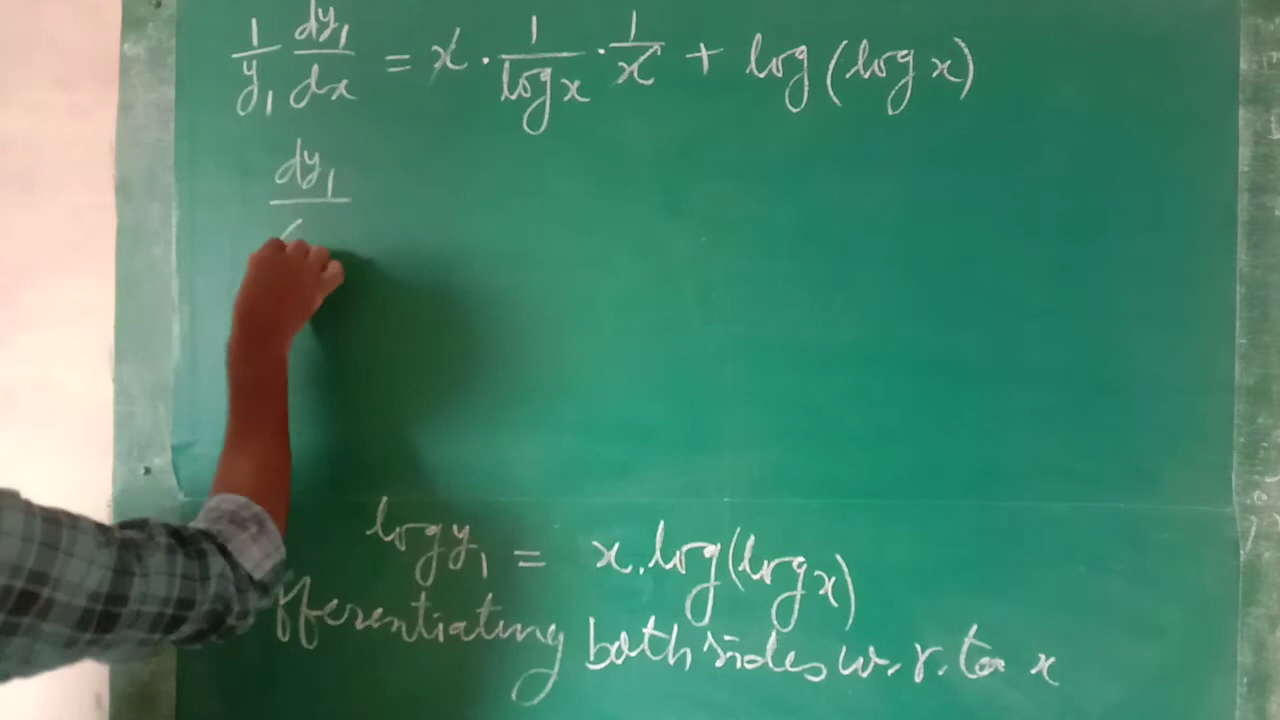 1/y₁ dy₁/dx = x · 1/log x · 1/x + log (log x)
dy₁
log y₁ = x. log(log x)
fferentiating both sides w.r.to x